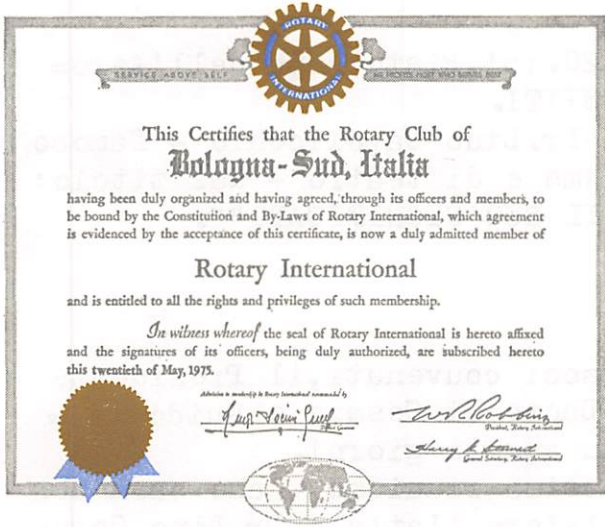 ROTARY
INTERNATIONAL
SERVICE ABOVE SELF
HE PROFITS MOST WHO SERVES BEST
This Certifies that the Rotary Club of
Bologna-Sud, Italia
having been duly organized and having agreed, through its officers and members, to
be bound by the Constitution and By-Laws of Rotary International, which agreement
is evidenced by the acceptance of this certificate, is now a duly admitted member of
Rotary International
and is entitled to all the rights and privileges of such membership.
In witness whereof the seal of Rotary International is hereto affixed
and the signatures of its officers, being duly authorized, are subscribed hereto
this twentieth of May, 1975.
Admission to membership in Rotary International recommended by
President, Rotary International
General Secretary, Rotary International